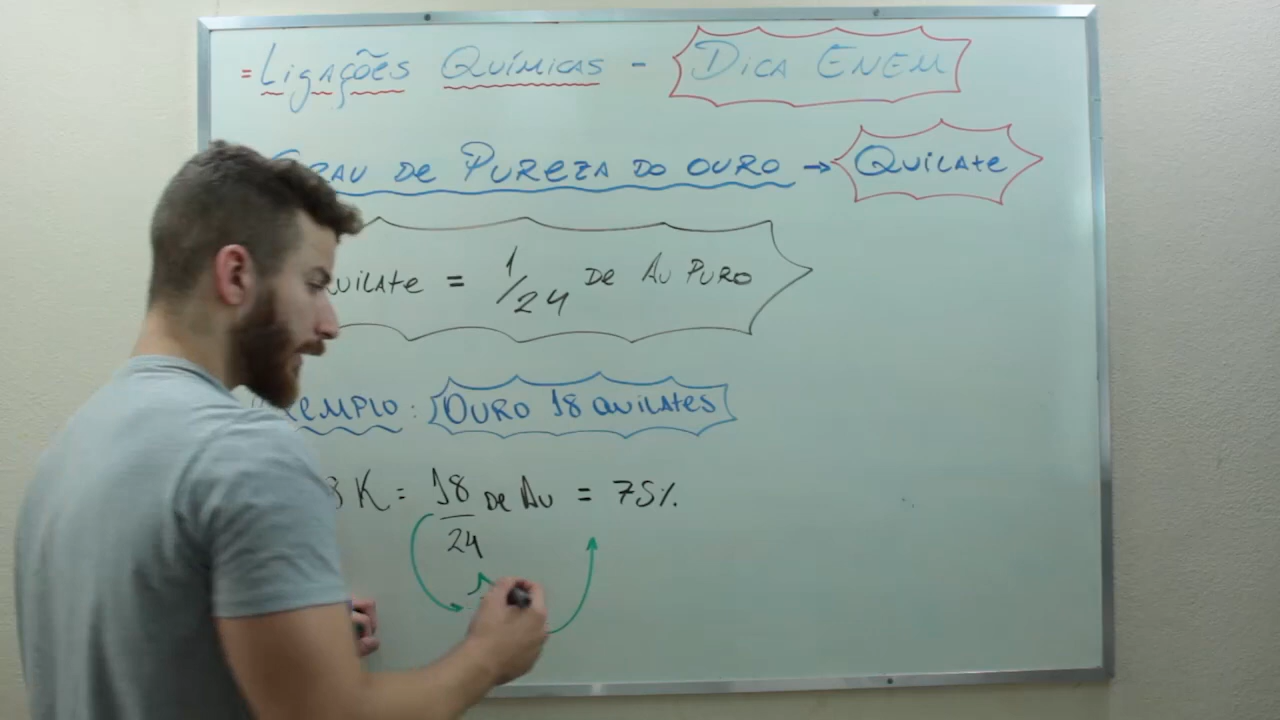 = Ligações Químicas - Dica ENEM
DE PUREZA DO OURO → Quilate
= 1/24 DE Au PURO
: OURO 18 QUILATES
K = 18/24 DE Au = 75%